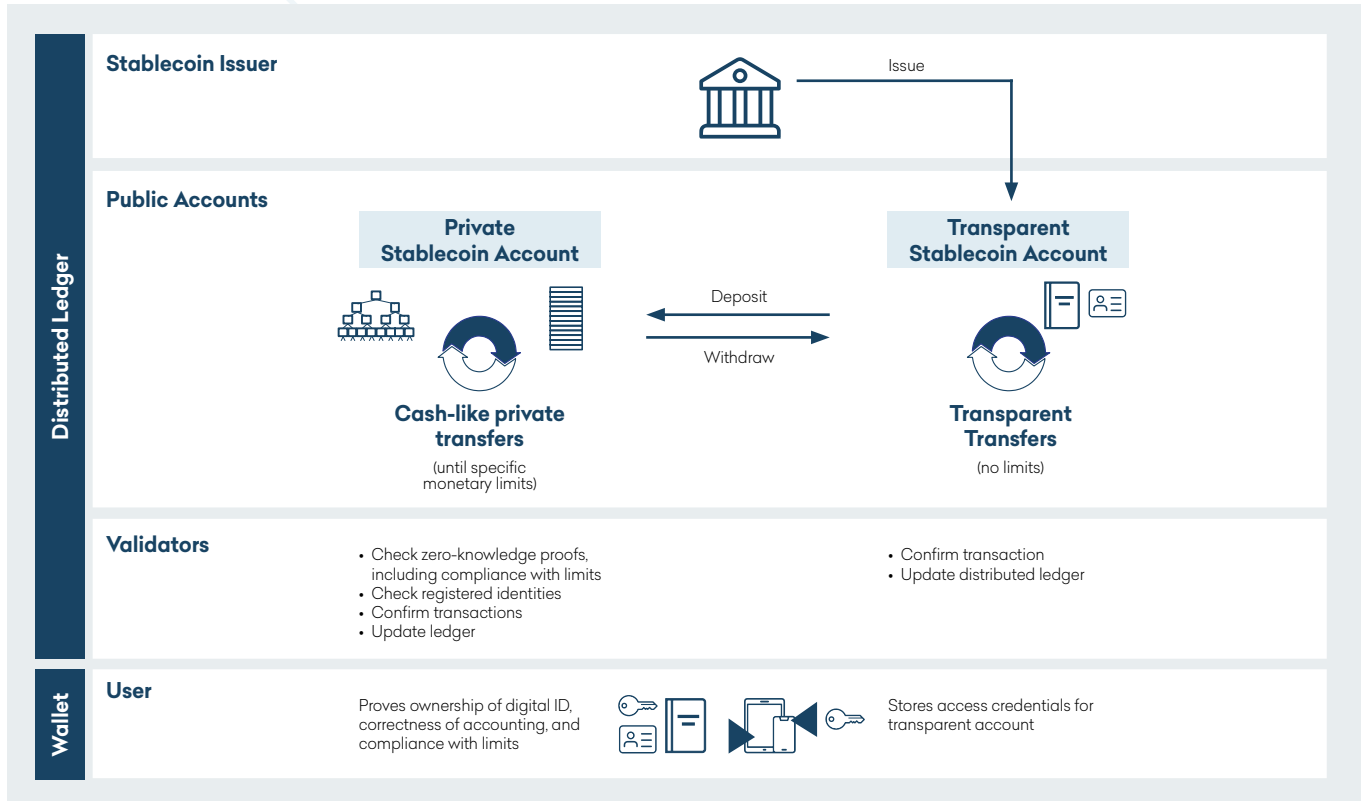 Distributed Ledger
Stablecoin Issuer
Issue
Public Accounts
Private
Stablecoin Account
Transparent
Stablecoin Account
Deposit
Withdraw
Cash-like private
transfers
(until specific
monetary limits)
Transparent
Transfers
(no limits)
Validators
• Check zero-knowledge proofs,
including compliance with limits
• Check registered identities
• Confirm transactions
• Update ledger
• Confirm transaction
• Update distributed ledger
Wallet
User
Proves ownership of digital ID,
correctness of accounting, and
compliance with limits
Stores access credentials for
transparent account